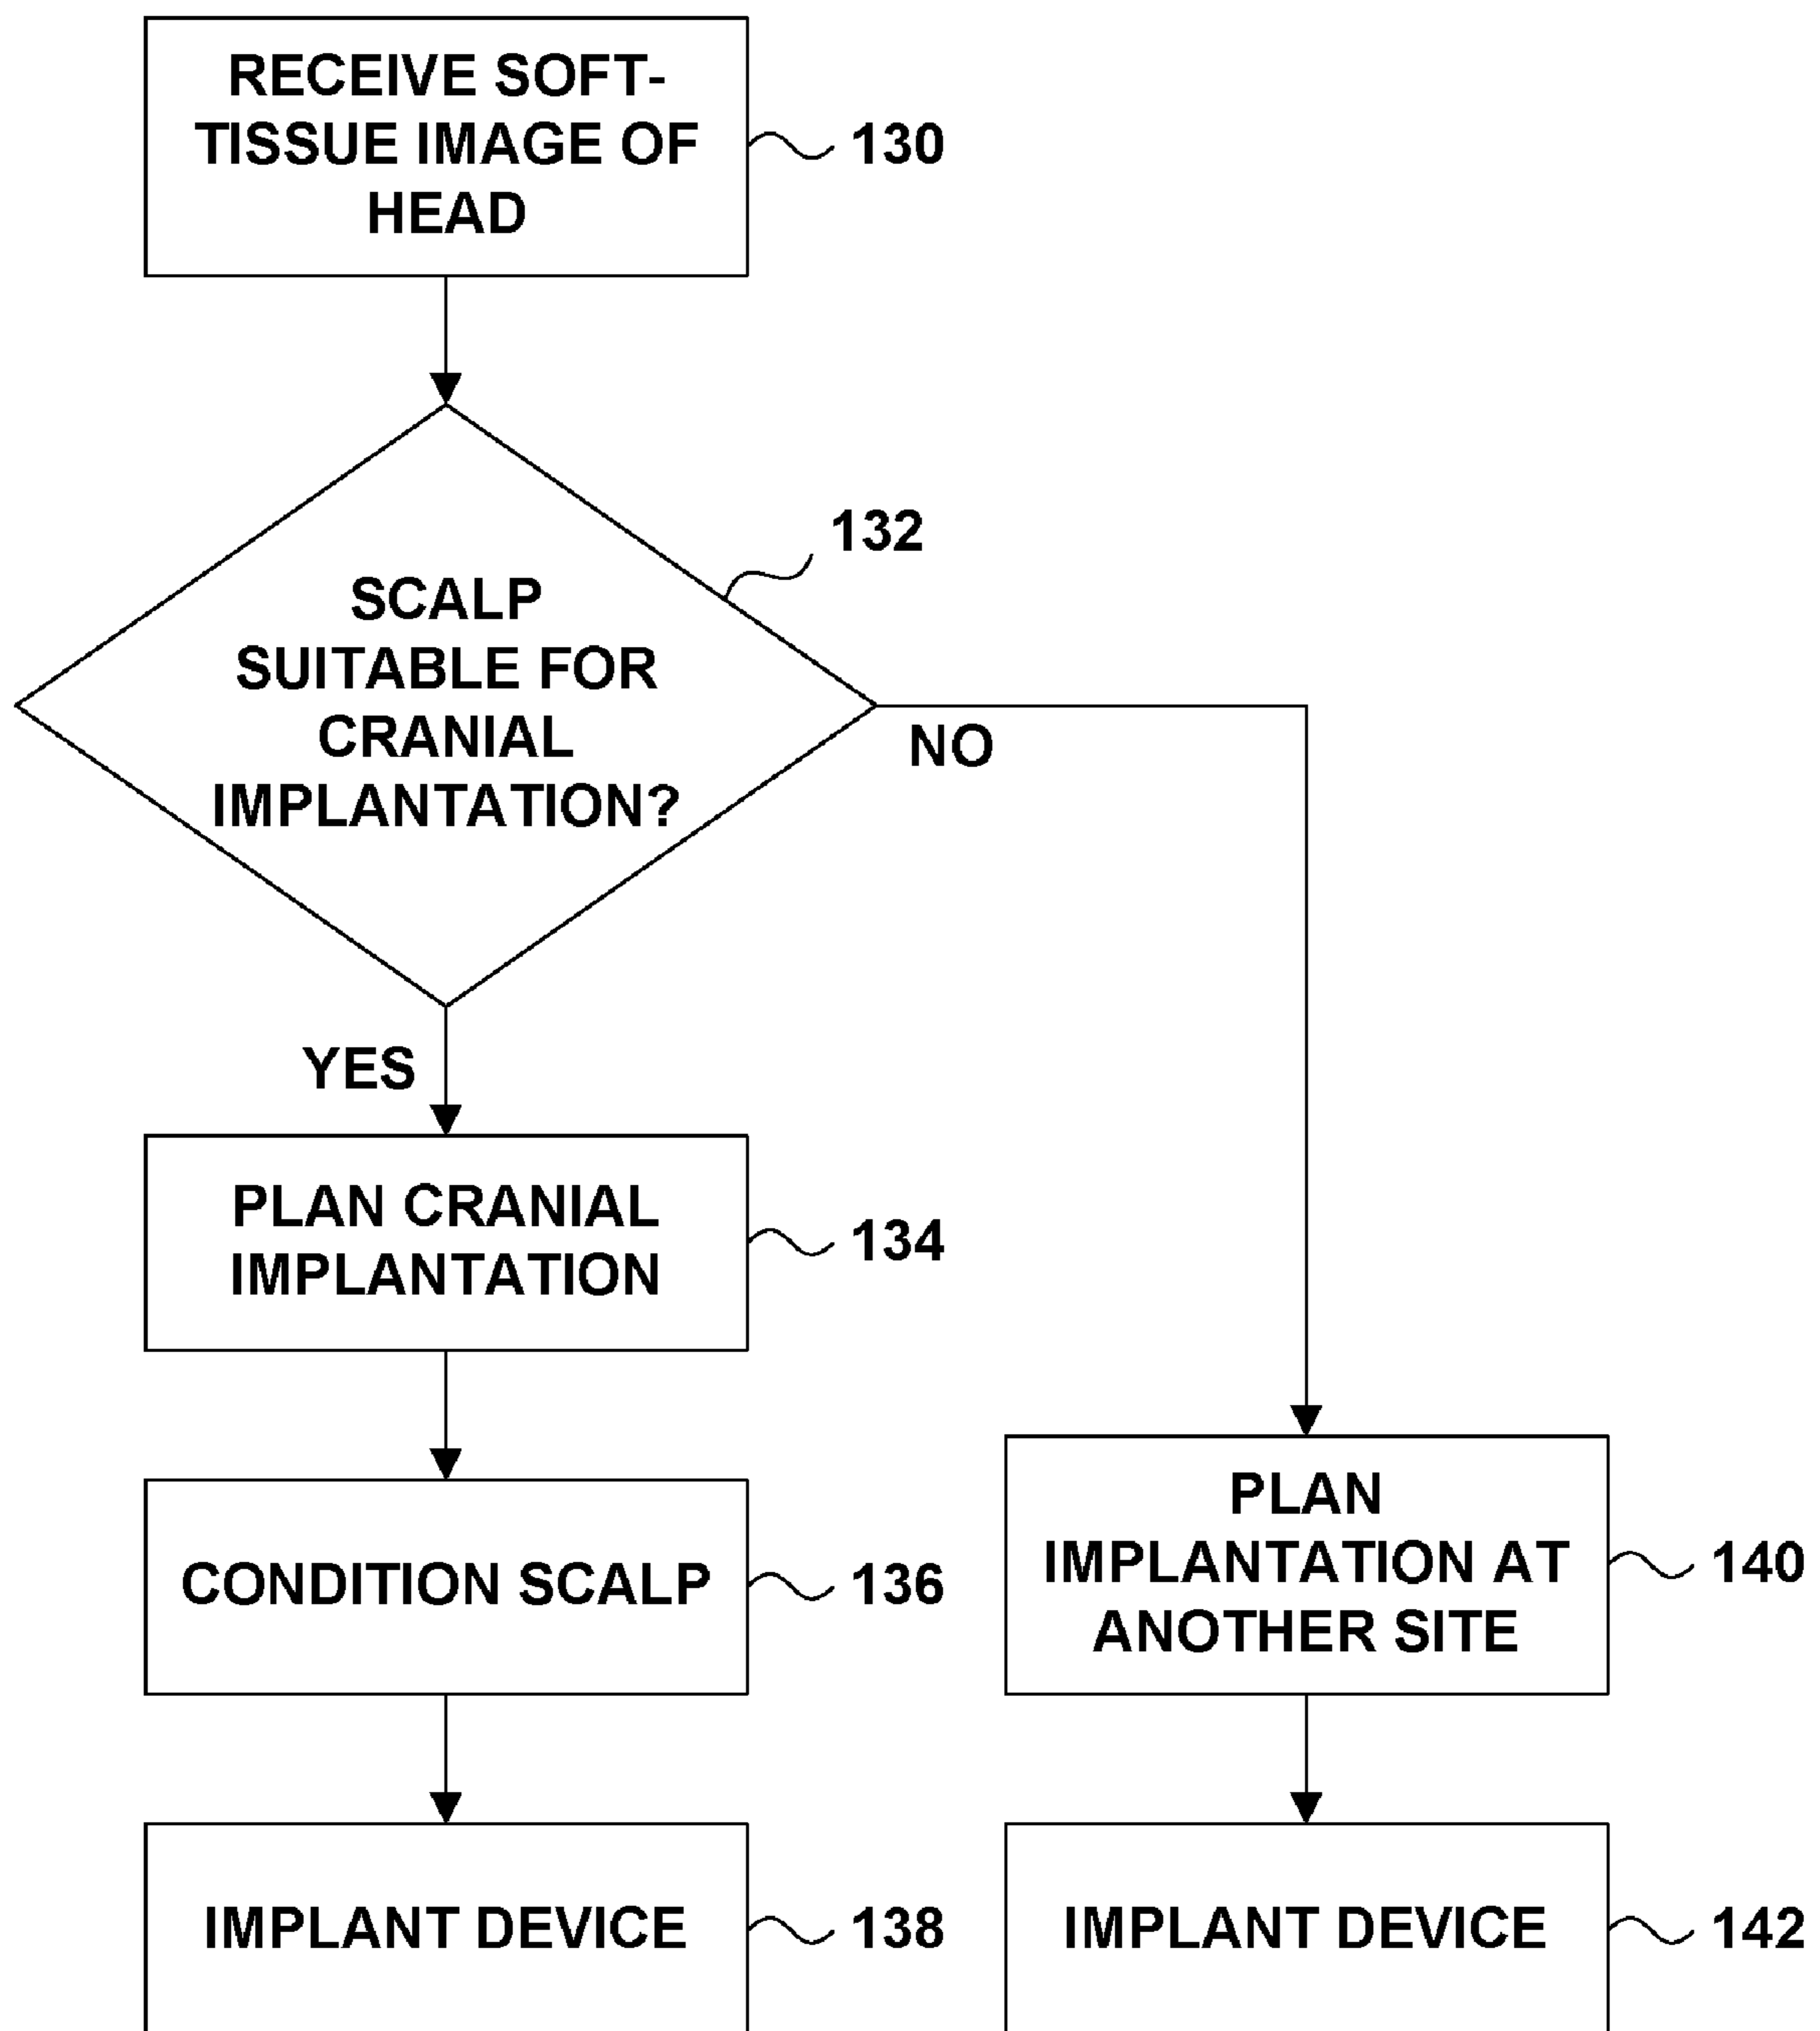 RECEIVE SOFT-
TISSUE IMAGE OF
HEAD
130
132
SCALP
SUITABLE FOR
CRANIAL
IMPLANTATION?
NO
YES
PLAN CRANIAL
IMPLANTATION
134
CONDITION SCALP
136
PLAN
IMPLANTATION AT
ANOTHER SITE
140
IMPLANT DEVICE
138
IMPLANT DEVICE
142